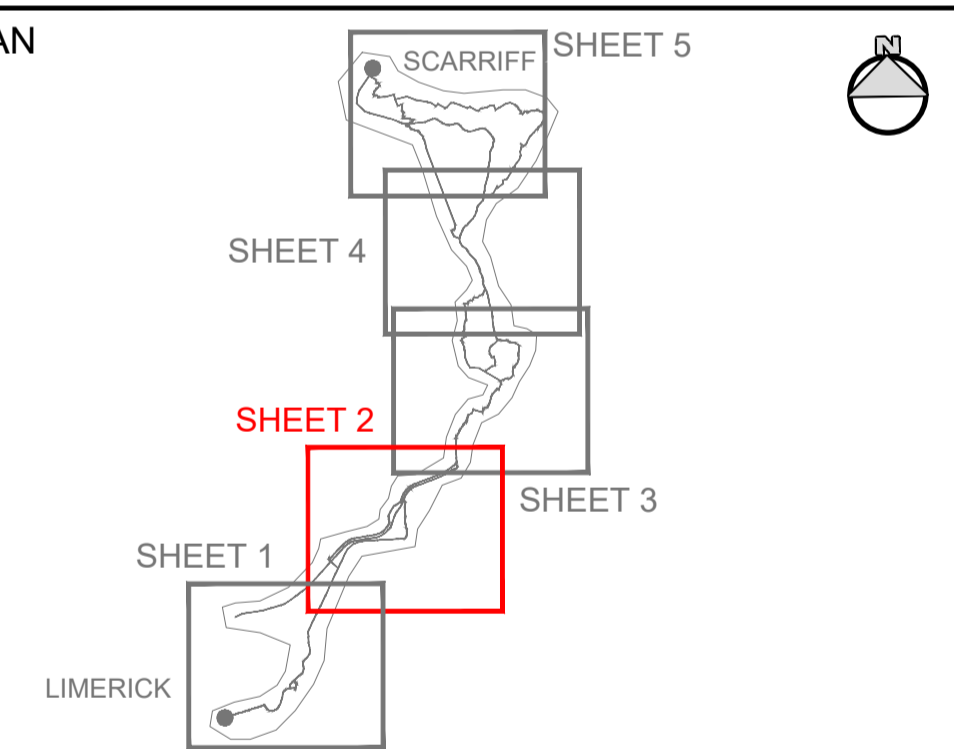 AN
N
SCARRIFF
SHEET 5
SHEET 4
SHEET 2
SHEET 3
SHEET 1
LIMERICK